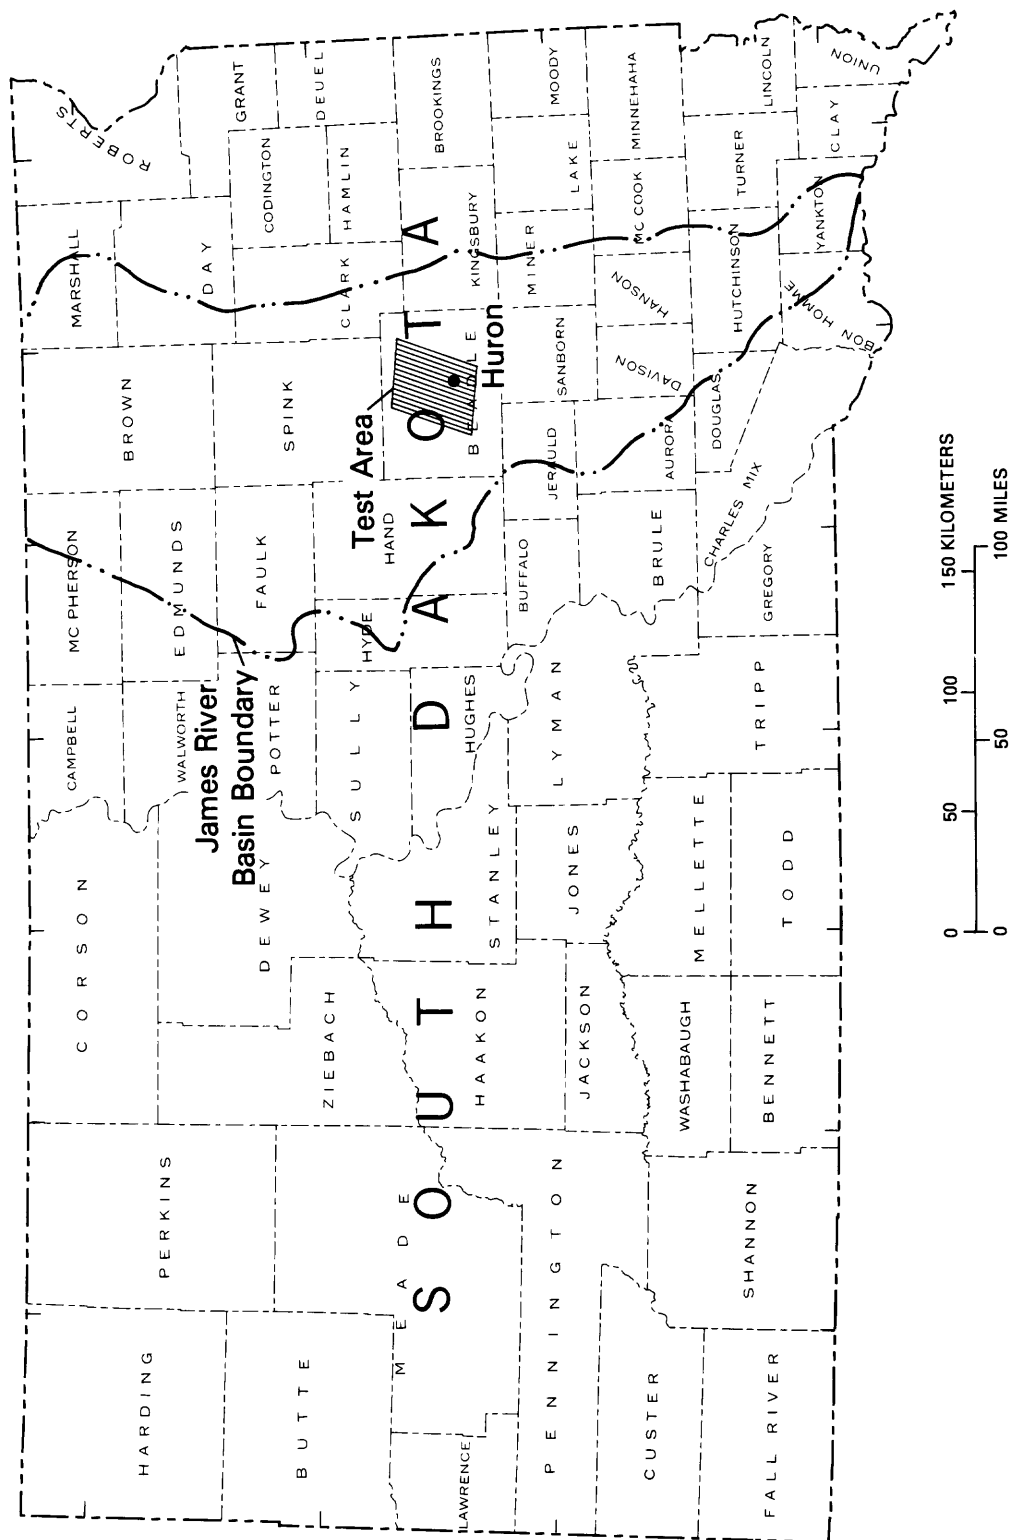 HARDING
PERKINS
CORSON
CAMPBELL
MC PHERSON
BROWN
MARSHALL
ROBERTS
WALWORTH
EDMUNDS
DAY
GRANT
BUTTE
ZIEBACH
DEWEY
James River
Basin Boundary
POTTER
FAULK
SPINK
CODINGTON
DEUEL
MEADE
SULLY
HYDE
HAND
Test Area
CLARK
HAMLIN
SOUTH DAKOTA
LAWRENCE
HAAKON
STANLEY
HUGHES
BEADLE
Huron
KINGSBURY
BROOKINGS
PENNINGTON
JACKSON
JONES
LYMAN
BUFFALO
JERAULD
SANBORN
MINER
LAKE
MOODY
CUSTER
SHANNON
WASHABAUGH
MELLETTE
BRULE
AURORA
DAVISON
HANSON
MC COOK
MINNEHAHA
FALL RIVER
BENNETT
TODD
TRIPP
GREGORY
CHARLES MIX
DOUGLAS
HUTCHINSON
TURNER
LINCOLN
BON HOMME
YANKTON
CLAY
UNION
0 50 100 150 KILOMETERS
0 50 100 MILES